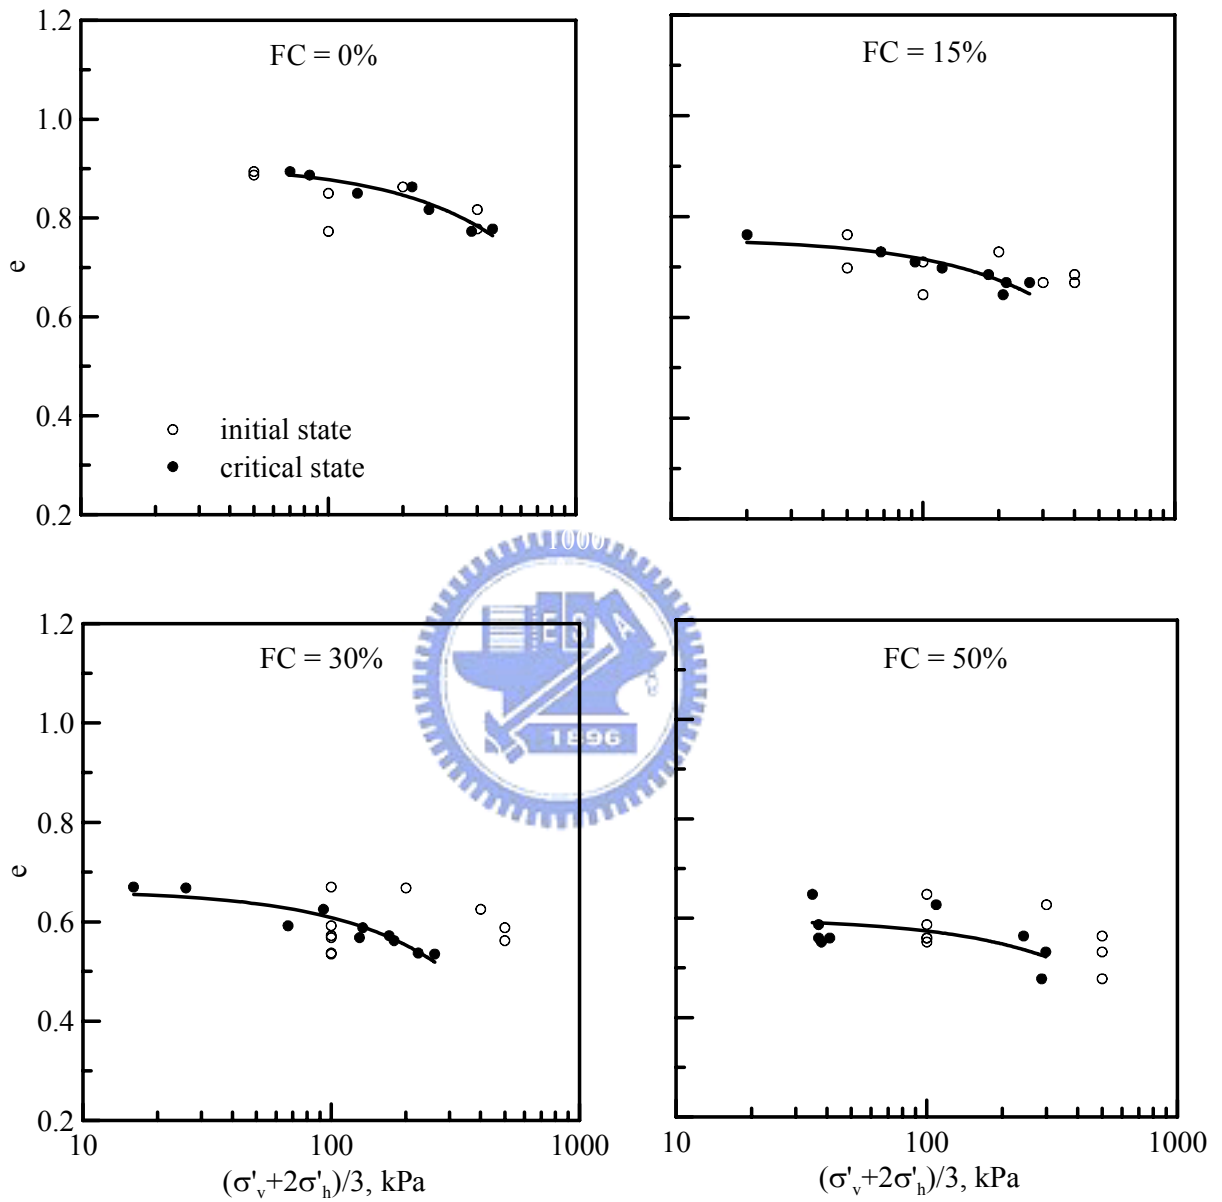 1.2
FC = 0%
FC = 15%
1.0
0.8
e
0.6
0.4
initial state
critical state
0.2
1000
1.2
FC = 30%
FC = 50%
1.0
1896
0.8
e
0.6
0.4
0.2
10
100
1000
10
100
1000
(σ'v+2σ'h)/3, kPa
(σ'v+2σ'h)/3, kPa